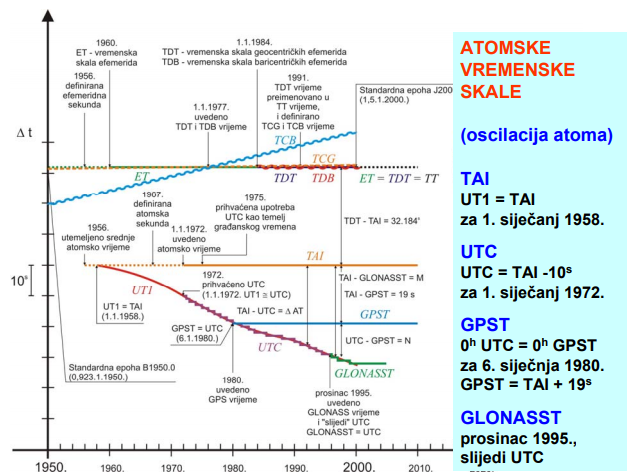 1960.
ET - vremenska
skala efemerida
1956.
definirana
efemeridna
sekunda
1.1.1984.
TDT - vremenska skala geocentričkih efemerida
TDB - vremenska skala baricentričkih efemerida
1.1.1977.
uvedeno
TDT i TDB vrijeme
1991.
TDT vrijeme
preimenovano u
TT vrijeme,
i definirano
TCG i TCB vrijeme
Standardna epoha J200
(1,5.1.2000.)
Δ t
TCB
TCG
ET
TDT
TDB
ET = TDT = TT
1967.
definirana
atomska
sekunda
1956.
utemeljeno srednje
atomsko vrijeme
1.1.1972.
uvedeno
atomsko vrijeme
1975.
prihvaćena upotreba
UTC kao temelj
građanskog vremena
TDT - TAI = 32.184'
TAI
10s
UT1
1972.
prihvaćeno UTC
(1.1.1972. UT1 ≅ UTC)
TAI - GLONASST = M
TAI - GPST = 19 s
UT1 = TAI
(1.1.1958.)
TAI - UTC = Δ AT
GPST
GPST = UTC
(6.1.1980.)
UTC
UTC - GPST = N
GLONASST
Standardna epoha B1950.0
(0,923.1.1950.)
1980.
uvedeno
GPS vrijeme
prosinac 1995.
uvedeno
GLONASS vrijeme
i "slijedi" UTC
GLONASST = UTC
1950.
1960.
1970.
1980.
1990.
2000.
2010.
ATOMSKE
VREMENSKE
SKALE
(oscilacija atoma)
TAI
UT1 = TAI
za 1. siječanj 1958.
UTC
UTC = TAI -10s
za 1. siječanj 1972.
GPST
0h UTC = 0h GPST
za 6. siječnja 1980.
GPST = TAI + 19s
GLONASST
prosinac 1995.,
slijedi UTC